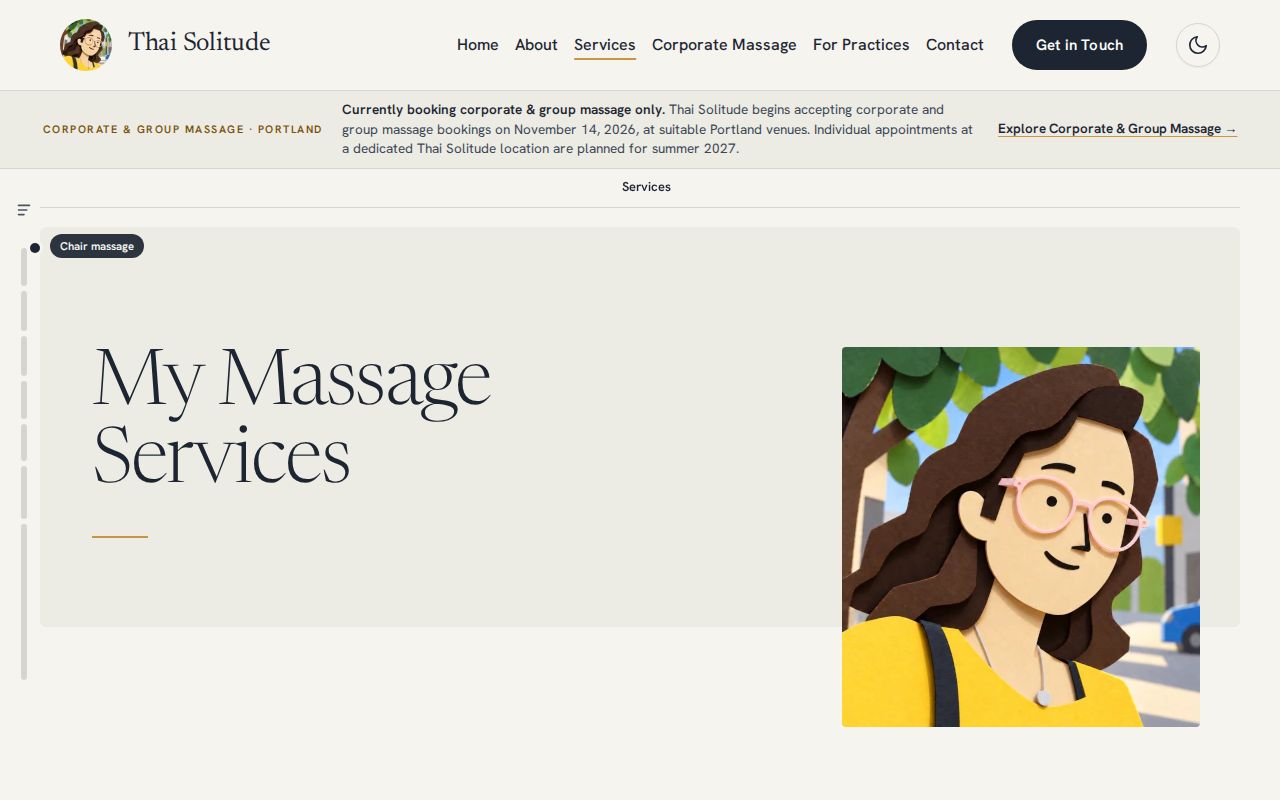 Thai Solitude
Home
About
Services
Corporate Massage
For Practices
Contact
Get in Touch
CORPORATE & GROUP MASSAGE · PORTLAND
Currently booking corporate & group massage only. Thai Solitude begins accepting corporate and
group massage bookings on November 14, 2026, at suitable Portland venues. Individual appointments at
a dedicated Thai Solitude location are planned for summer 2027.
Explore Corporate & Group Massage →
Services
Chair massage
My Massage
Services